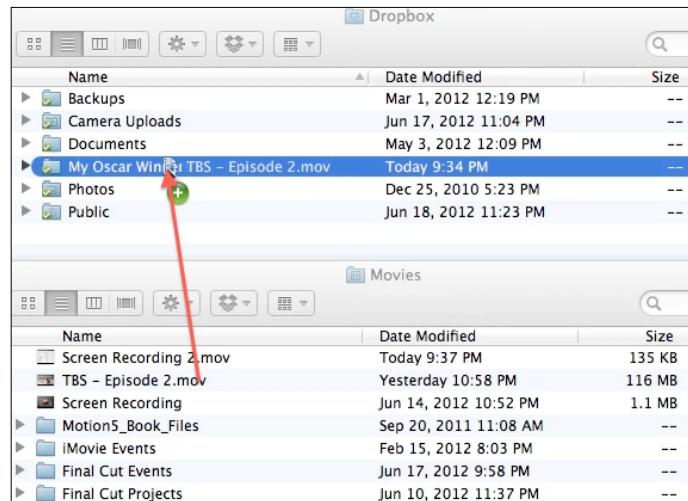 Dropbox
Name Date Modified Size
Backups Mar 1, 2012 12:19 PM --
Camera Uploads Jun 17, 2012 11:04 PM --
Documents May 3, 2012 12:09 PM --
My Oscar TBS - Episode 2.mov Today 9:34 PM --
Photos Dec 25, 2010 5:23 PM --
Public Jun 18, 2012 11:23 PM --
Movies
Name Date Modified Size
Screen Recording 2.mov Today 9:37 PM 135 KB
TBS - Episode 2.mov Yesterday 10:58 PM 116 MB
Screen Recording Jun 14, 2012 10:52 PM 1.1 MB
Motion5_Book_Files Sep 20, 2011 11:08 AM --
iMovie Events Feb 15, 2012 8:03 PM --
Final Cut Events Jun 17, 2012 9:58 PM --
Final Cut Projects Jun 10, 2012 11:37 PM --